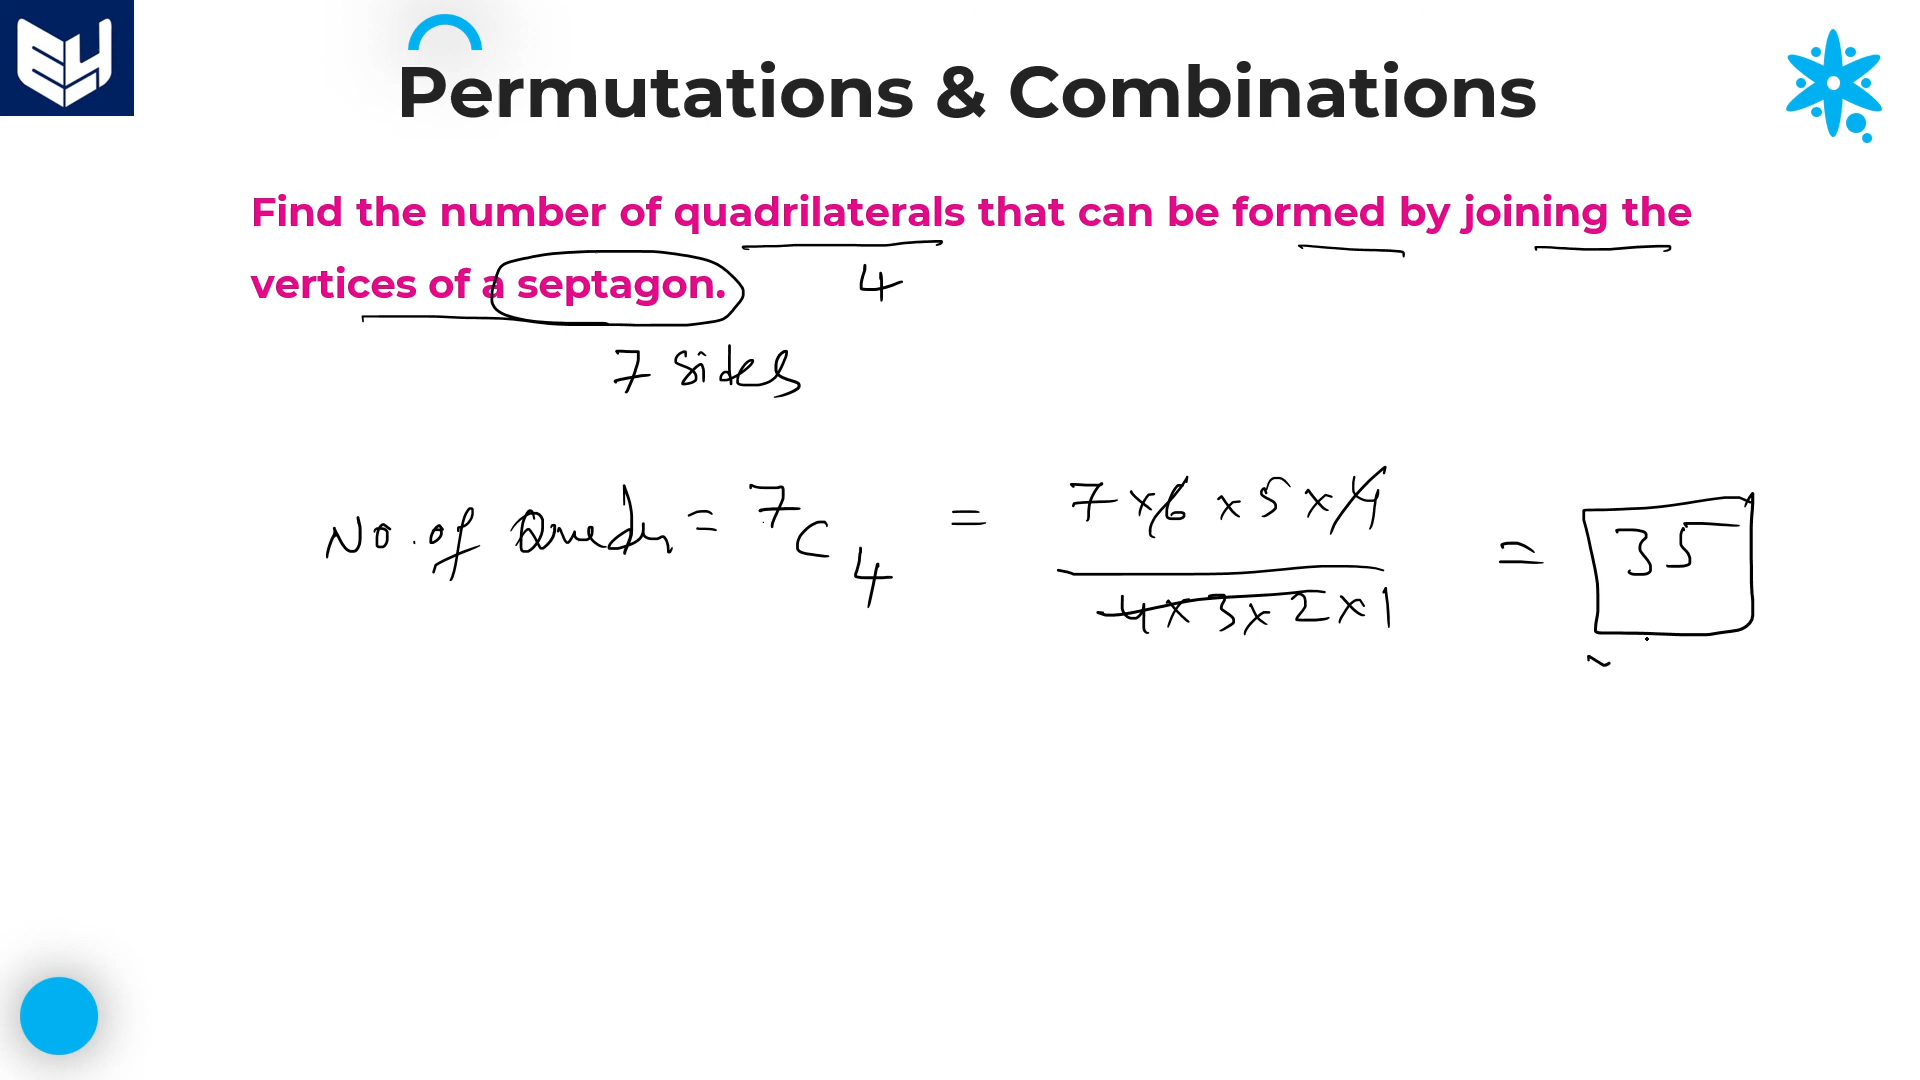 Permutations & Combinations
Find the number of quadrilaterals that can be formed by joining the
vertices of a septagon.
4
7 sides
No. of = 7C4 = 7×6×5×4 / 4×3×2×1 = 35